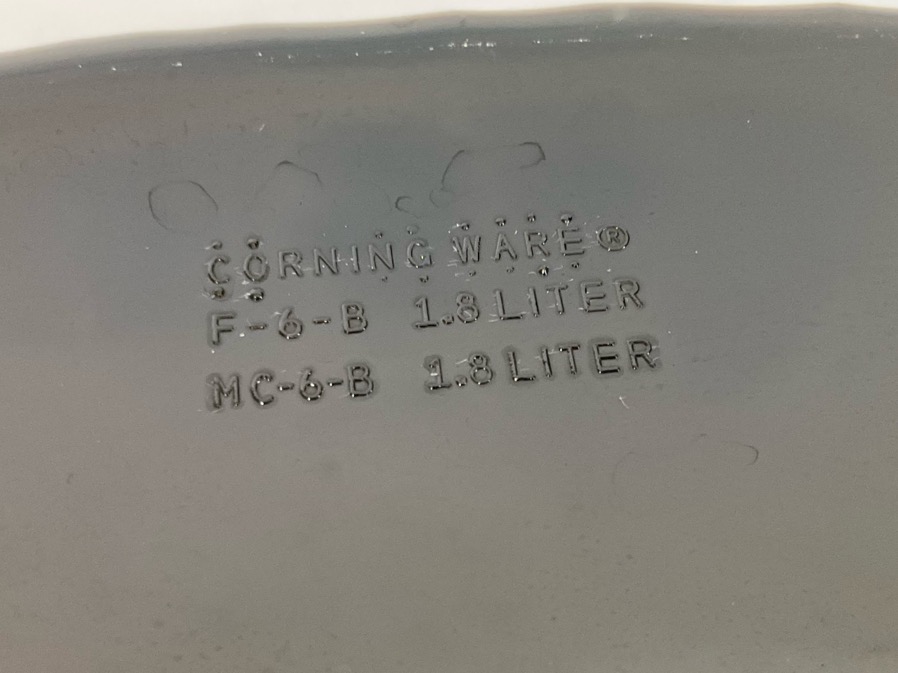 CORNING WARE®
F-6-B 1.8 LITER
MC-6-B 1.8 LITER